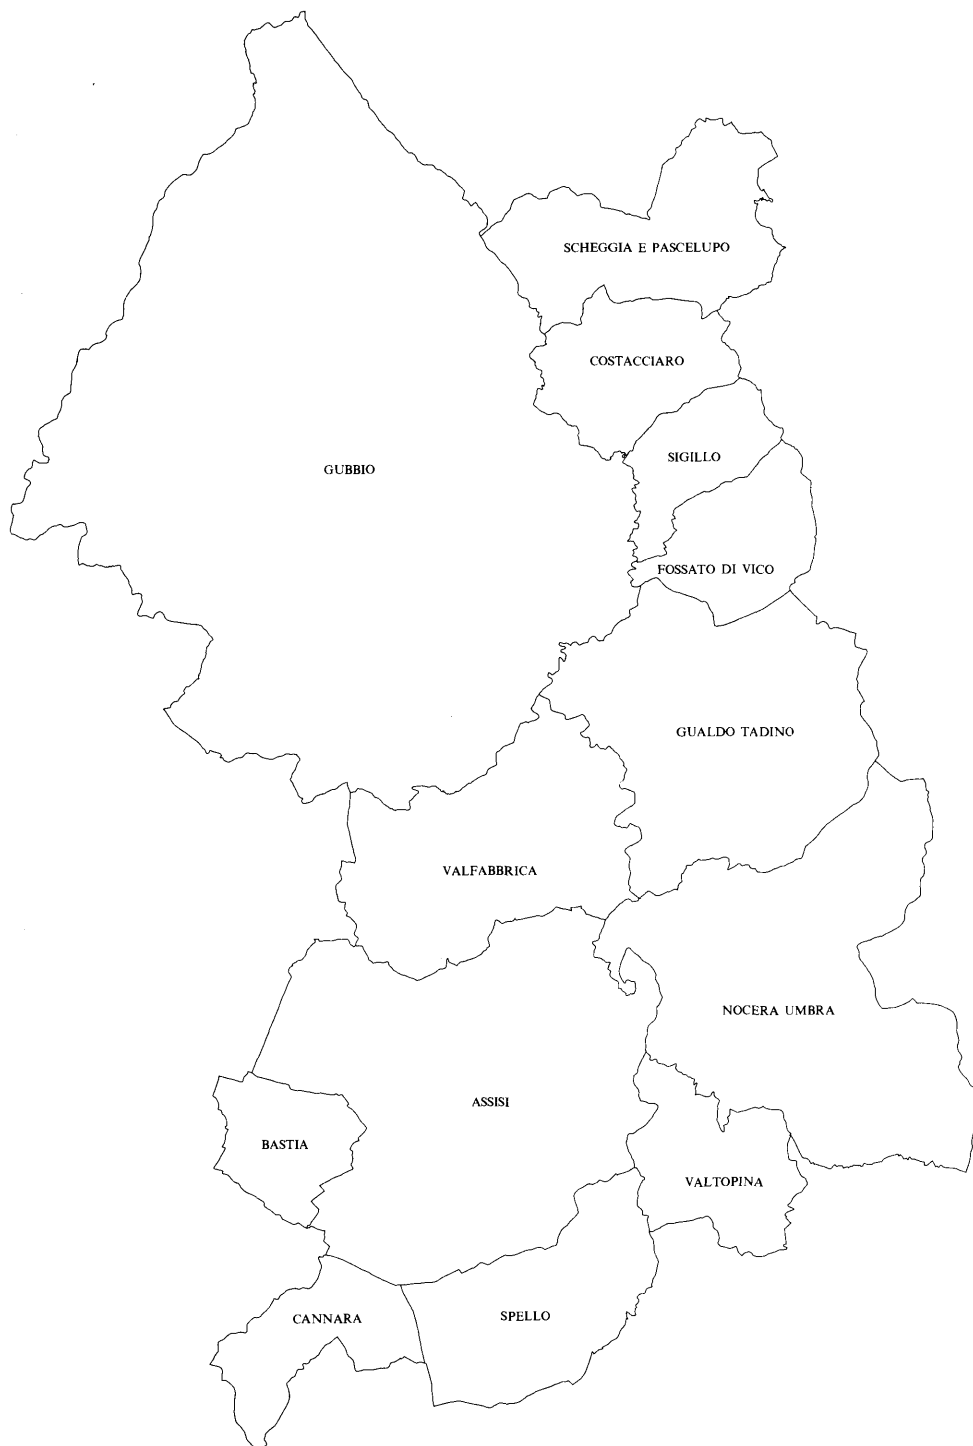 SCHEGGIA E PASCELUPO
COSTACCIARO
SIGILLO
GUBBIO
FOSSATO DI VICO
GUALDO TADINO
VALFABBRICA
NOCERA UMBRA
ASSISI
BASTIA
VALTOPINA
SPELLO
CANNARA